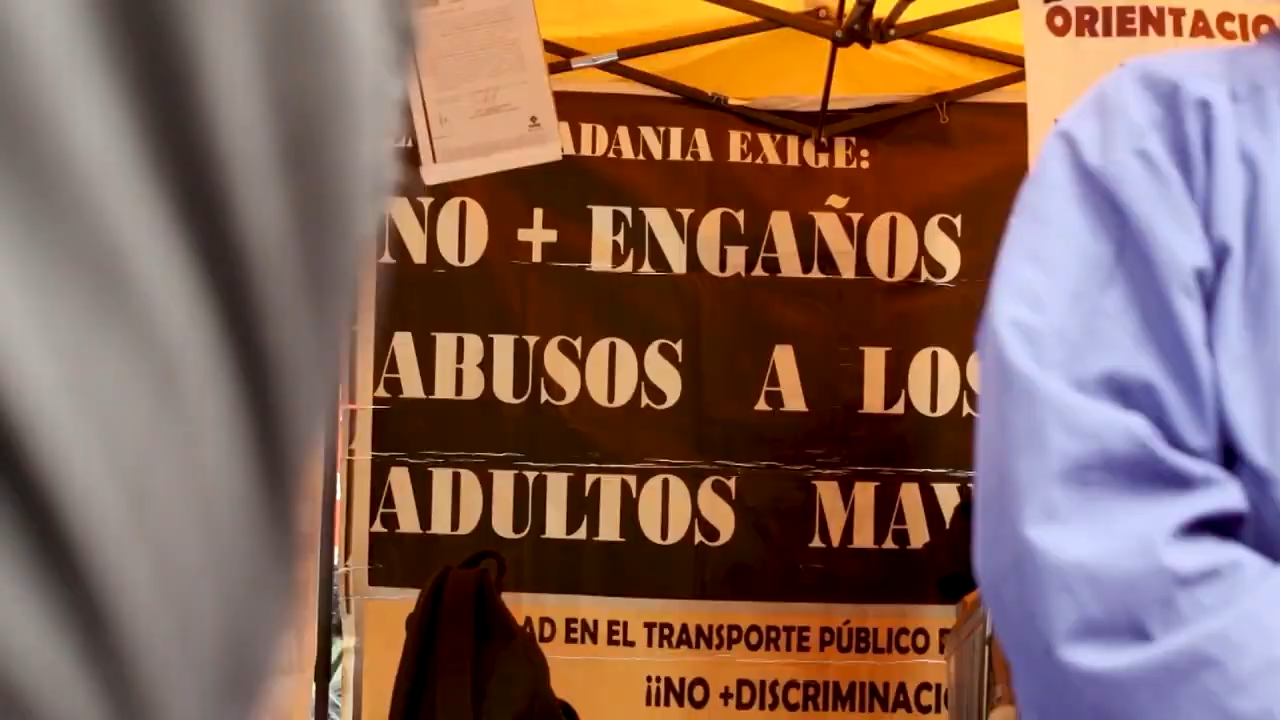 ORIENTACIO
ADANIA EXIGE:
NO + ENGAÑOS
ABUSOS A LOS
ADULTOS MAY
AD EN EL TRANSPORTE PÚBLICO
¡¡NO +DISCRIMINACI